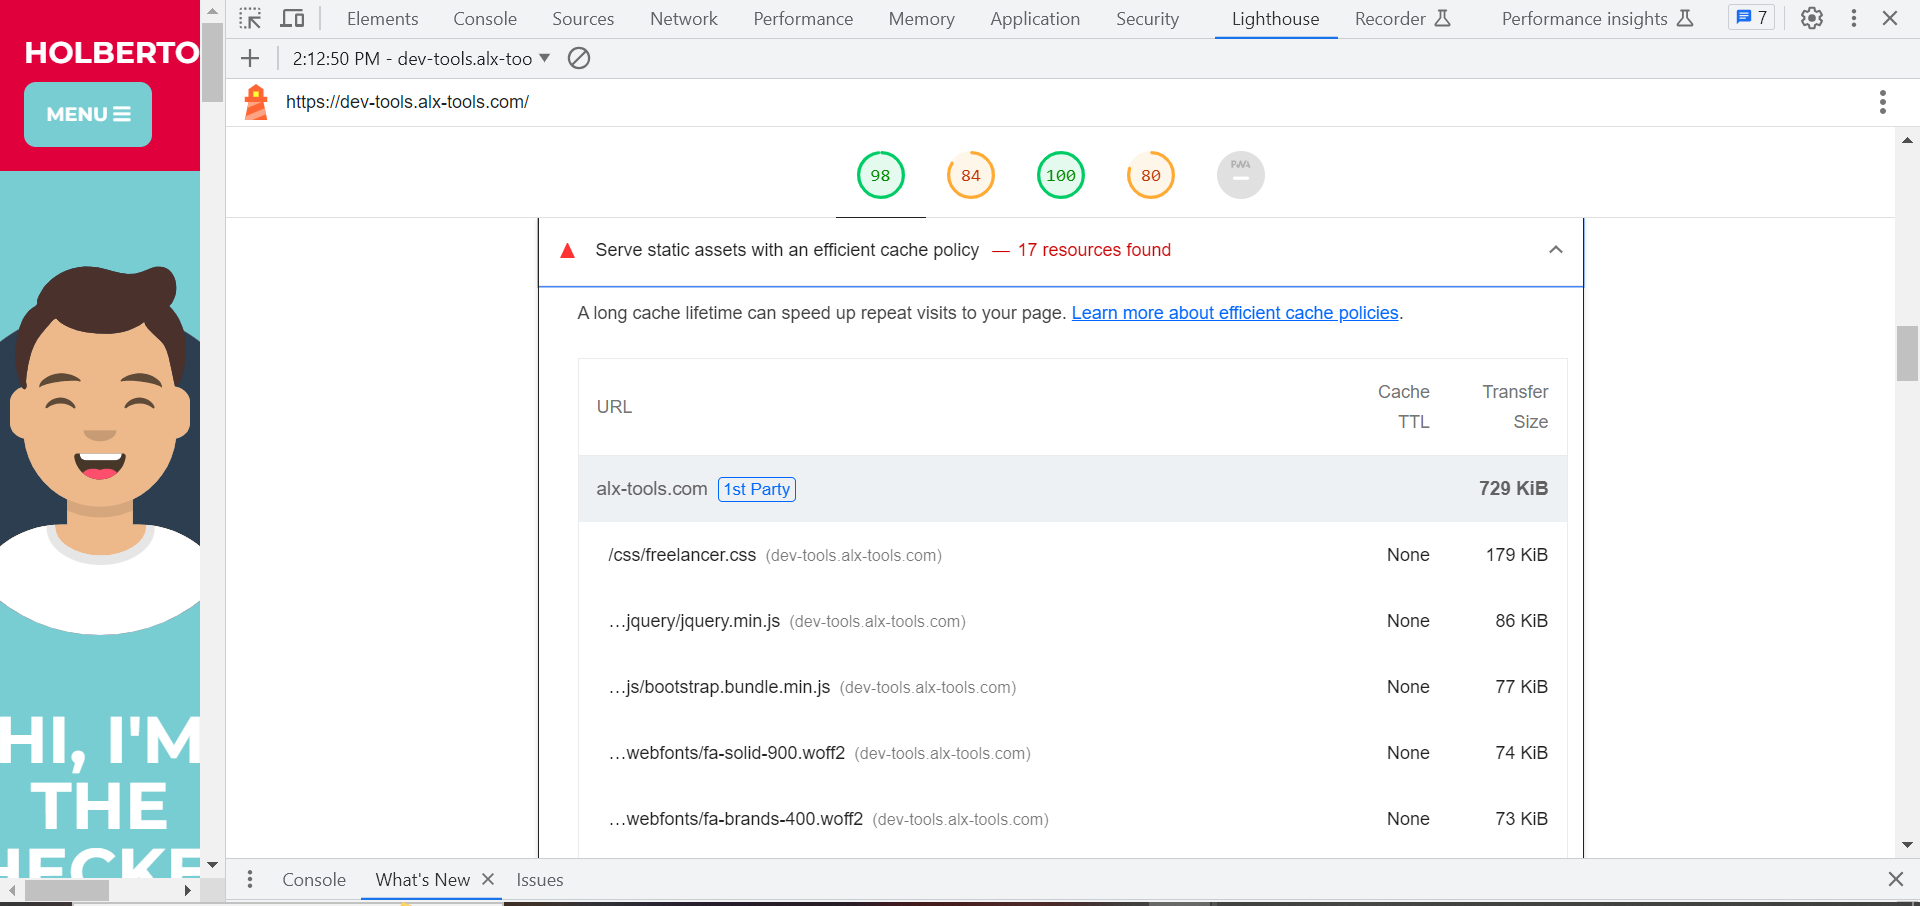 HOLBERTO
MENU
HI, I'M
THE
HECKE
Elements Console Sources Network Performance Memory Application Security Lighthouse Recorder Performance insights 7
2:12:50 PM - dev-tools.alx-too
https://dev-tools.alx-tools.com/
98 84 100 80 PWA
Serve static assets with an efficient cache policy — 17 resources found
A long cache lifetime can speed up repeat visits to your page. Learn more about efficient cache policies.
URL Cache TTL Transfer Size
alx-tools.com 1st Party 729 KiB
/css/freelancer.css (dev-tools.alx-tools.com) None 179 KiB
…jquery/jquery.min.js (dev-tools.alx-tools.com) None 86 KiB
…js/bootstrap.bundle.min.js (dev-tools.alx-tools.com) None 77 KiB
…webfonts/fa-solid-900.woff2 (dev-tools.alx-tools.com) None 74 KiB
…webfonts/fa-brands-400.woff2 (dev-tools.alx-tools.com) None 73 KiB
Console What's New Issues